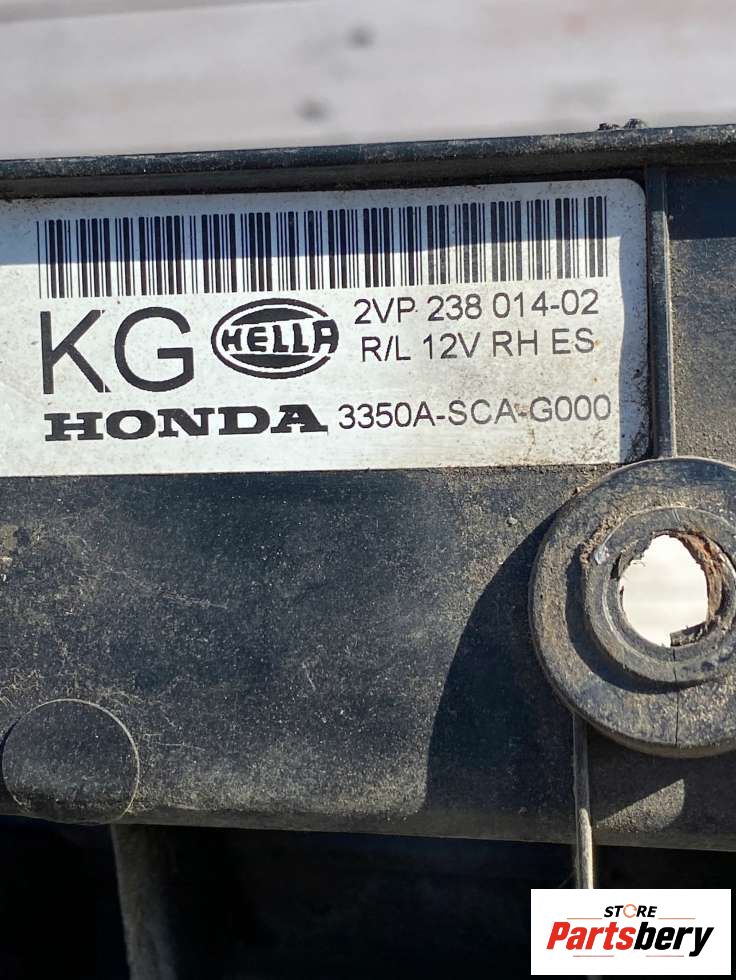 KG HELLA 2VP 238 014-02
R/L 12V RH ES
HONDA 3350A-SCA-G000
STORE
Partsbery